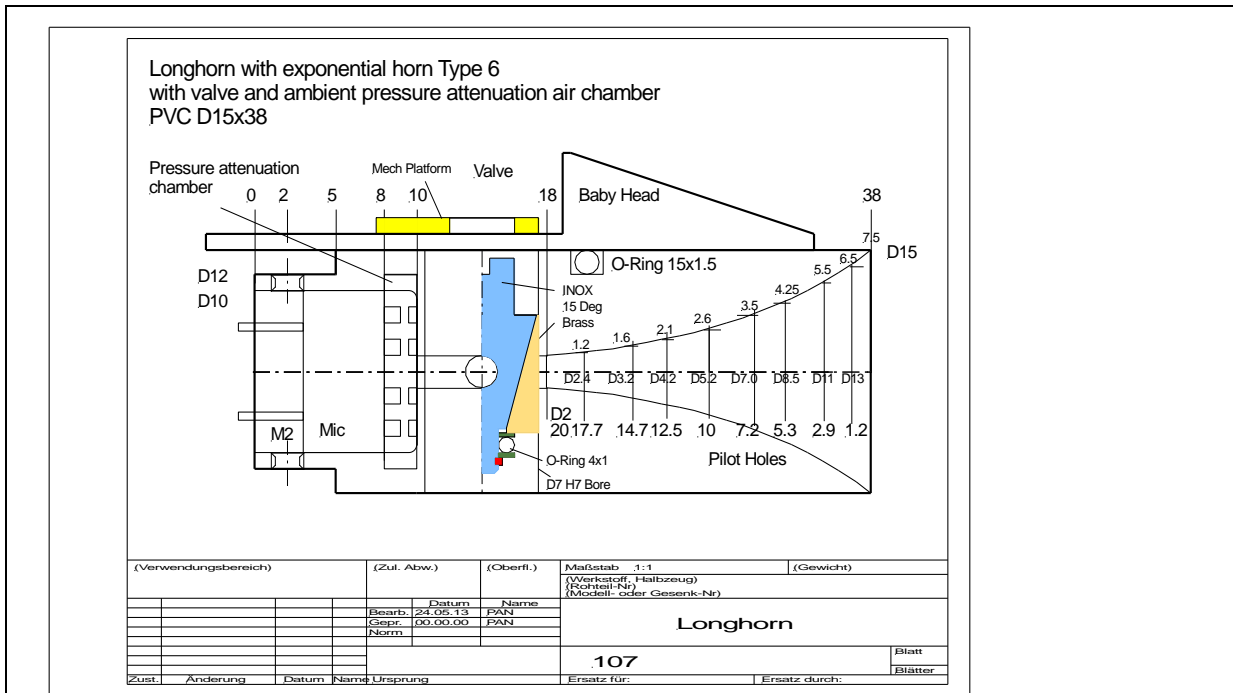 Longhorn with exponential horn Type 6
with valve and ambient pressure attenuation air chamber
PVC D15x38
Pressure attenuation
chamber
Mech Platform
Valve
Baby Head
0 2 5 8 10 18 38
7.5
D15
6.5
5.5
4.25
3.5
2.6
2.1
1.6
1.2
O-Ring 15x1.5
D12
D10
INOX
15 Deg
Brass
D2.4 D3.2 D4.2 D5.2 D7.0 D8.5 D11 D13
D2
20 17.7 14.7 12.5 10 7.2 5.3 2.9 1.2
M2 Mic
Pilot Holes
O-Ring 4x1
D7 H7 Bore
(Verwendungsbereich) (Zul. Abw.) (Oberfl.) Maßstab 1:1 (Gewicht)
(Werkstoff, Halbzeug)
(Rohteil-Nr)
(Modell- oder Gesenk-Nr)
Datum Name
Bearb. 24.05.13 PAN
Gepr. 00.00.00 PAN
Norm
Longhorn
107
Blatt
Blätter
Zust. Änderung Datum Name Ursprung Ersatz für: Ersatz durch: